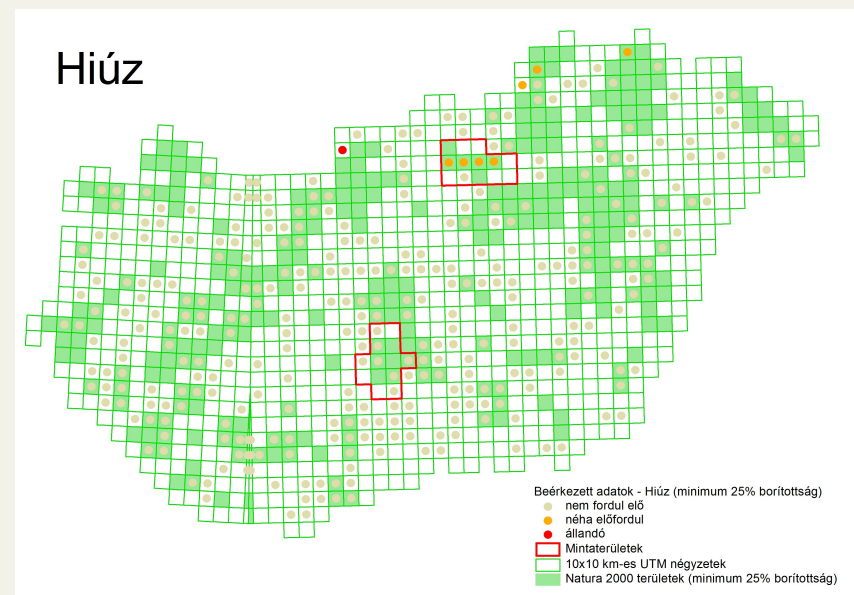 Hiúz
Beérkezett adatok - Hiúz (minimum 25% borítottság)
nem fordul elő
néha előfordul
állandó
Mintaterületek
10x10 km-es UTM négyzetek
Natura 2000 területek (minimum 25% borítottság)